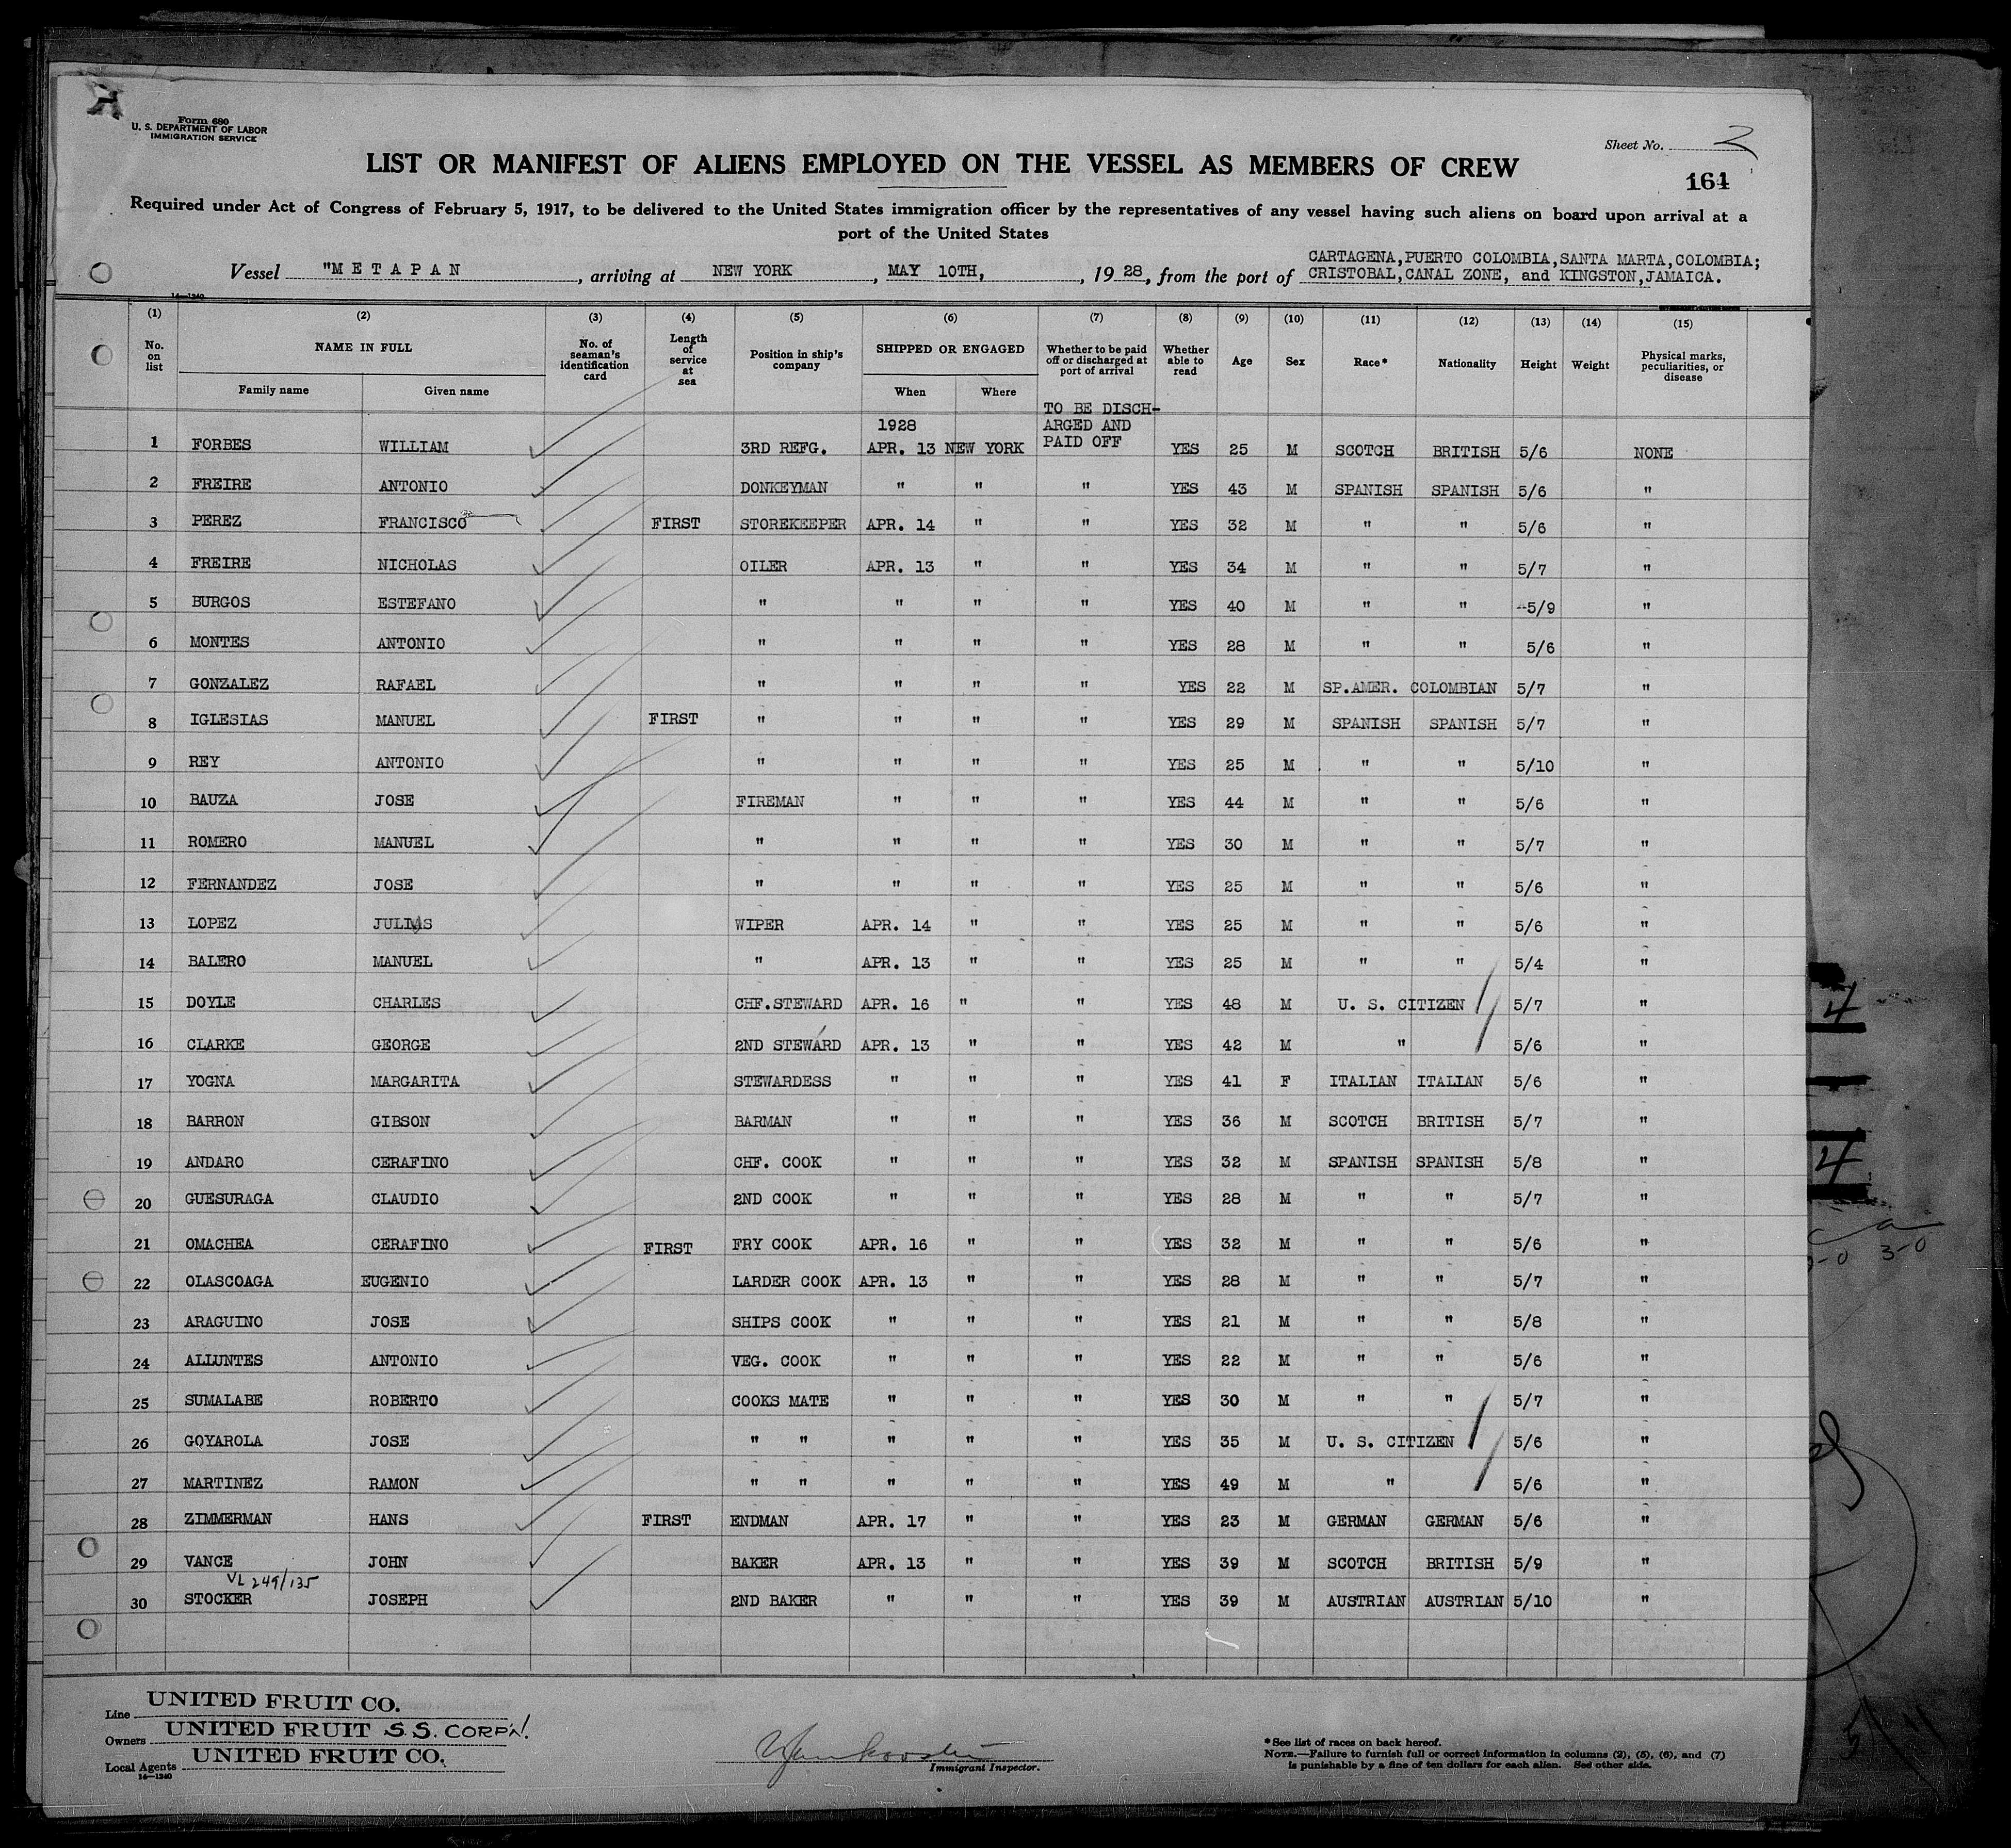 Form 680
U. S. DEPARTMENT OF LABOR
IMMIGRATION SERVICE
Sheet No. 2
LIST OR MANIFEST OF ALIENS EMPLOYED ON THE VESSEL AS MEMBERS OF CREW
164
Required under Act of Congress of February 5, 1917, to be delivered to the United States immigration officer by the representatives of any vessel having such aliens on board upon arrival at a
port of the United States
Vessel "METAPAN, arriving at NEW YORK, MAY 10TH, 1928, from the port of CARTAGENA,PUERTO COLOMBIA,SANTA MARTA,COLOMBIA;
CRISTOBAL,CANAL ZONE, and KINGSTON,JAMAICA.
16—1240
(1) (2) (3) (4) (5) (6) (7) (8) (9) (10) (11) (12) (13) (14) (15)
No. on list NAME IN FULL No. of seaman's identification card Length of service at sea Position in ship's company SHIPPED OR ENGAGED Whether to be paid off or discharged at port of arrival Whether able to read Age Sex Race* Nationality Height Weight Physical marks, peculiarities, or disease
Family name Given name When Where
1928 TO BE DISCH-ARGED AND PAID OFF
1 FORBES WILLIAM 3RD REFG. APR. 13 NEW YORK YES 25 M SCOTCH BRITISH 5/6 NONE
2 FREIRE ANTONIO DONKEYMAN " " " YES 43 M SPANISH SPANISH 5/6 "
3 PEREZ FRANCISCO FIRST STOREKEEPER APR. 14 " " YES 32 M " " 5/6 "
4 FREIRE NICHOLAS OILER APR. 13 " " YES 34 M " " 5/7 "
5 BURGOS ESTEFANO " " " " YES 40 M " " 5/9 "
6 MONTES ANTONIO " " " " YES 28 M " " 5/6 "
7 GONZALEZ RAFAEL " " " " YES 22 M SP.AMER. COLOMBIAN 5/7 "
8 IGLESIAS MANUEL FIRST " " " " YES 29 M SPANISH SPANISH 5/7 "
9 REY ANTONIO " " " " YES 25 M " " 5/10 "
10 BAUZA JOSE FIREMAN " " " YES 44 M " " 5/6 "
11 ROMERO MANUEL " " " " YES 30 M " " 5/7 "
12 FERNANDEZ JOSE " " " " YES 25 M " " 5/6 "
13 LOPEZ WIPER APR. 14 " " YES 25 M " " 5/6 "
14 BALERO MANUEL " APR. 13 " " YES 25 M " " 5/4 "
15 DOYLE CHARLES CHF.STEWARD APR. 16 " " YES 48 M U. S. CITIZEN 5/7 "
16 CLARKE GEORGE 2ND STEWARD APR. 13 " " YES 42 M " 5/6 "
17 YOGNA MARGARITA STEWARDESS " " " YES 41 F ITALIAN ITALIAN 5/6 "
18 BARRON GIBSON BARMAN " " " YES 36 M SCOTCH BRITISH 5/7 "
19 ANDARO CERAFINO CHF. COOK " " " YES 32 M SPANISH SPANISH 5/8 "
20 GUESURAGA CLAUDIO 2ND COOK " " " YES 28 M " " 5/7 "
21 OMACHEA CERAFINO FIRST FRY COOK APR. 16 " " YES 32 M " " 5/6 "
22 OLASCOAGA EUGENIO LARDER COOK APR. 13 " " YES 28 M " " 5/7 "
23 ARAGUINO JOSE SHIPS COOK " " " YES 21 M " " 5/8 "
24 ALLUNTES ANTONIO VEG. COOK " " " YES 22 M " " 5/6 "
25 SUMALABE ROBERTO COOKS MATE " " " YES 30 M " " 5/7 "
26 GOYAROLA JOSE " " " " " YES 35 M U. S. CITIZEN 5/6 "
27 MARTINEZ RAMON " " " " " YES 49 M " 5/6 "
28 ZIMMERMAN HANS FIRST ENDMAN APR. 17 " " YES 23 M GERMAN GERMAN 5/6 "
29 VANCE JOHN BAKER APR. 13 " " YES 39 M SCOTCH BRITISH 5/9 "
VL 249/135
30 STOCKER JOSEPH 2ND BAKER " " " YES 39 M AUSTRIAN AUSTRIAN 5/10 "
Line UNITED FRUIT CO.
Owners UNITED FRUIT S.S. CORP'N!
Local Agents UNITED FRUIT CO.
16—1240
Immigrant Inspector.
*See list of races on back hereof.
NOTE.—Failure to furnish full or correct information in columns (2), (5), (6), and (7)
is punishable by a fine of ten dollars for each alien. See other side.
4
4
3-0